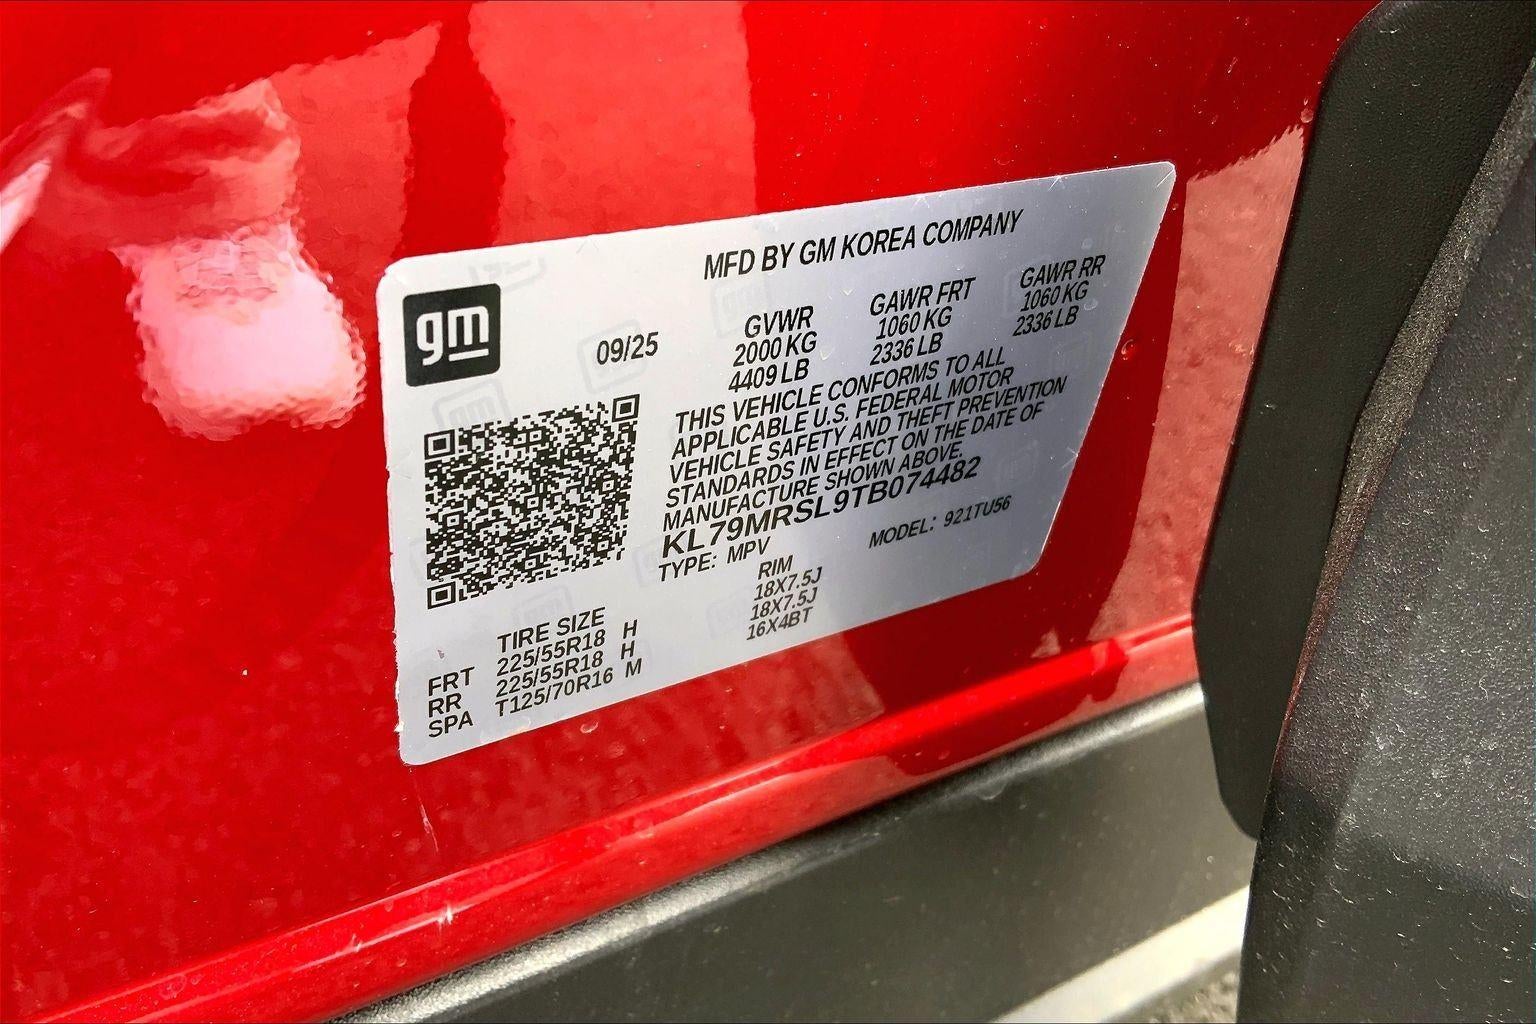 MFD BY GM KOREA COMPANY
gm
09/25
GVWR GAWR FRT GAWR RR
2000 KG 1060 KG 1060 KG
4409 LB 2336 LB 2336 LB
THIS VEHICLE CONFORMS TO ALL
APPLICABLE U.S. FEDERAL MOTOR
VEHICLE SAFETY AND THEFT PREVENTION
STANDARDS IN EFFECT ON THE DATE OF
MANUFACTURE SHOWN ABOVE.
KL79MRSL9TB074482
TYPE: MPV MODEL: 921TU56
TIRE SIZE RIM
FRT 225/55R18 H 18X7.5J
RR 225/55R18 H 18X7.5J
SPA T125/70R16 M 16X4BT